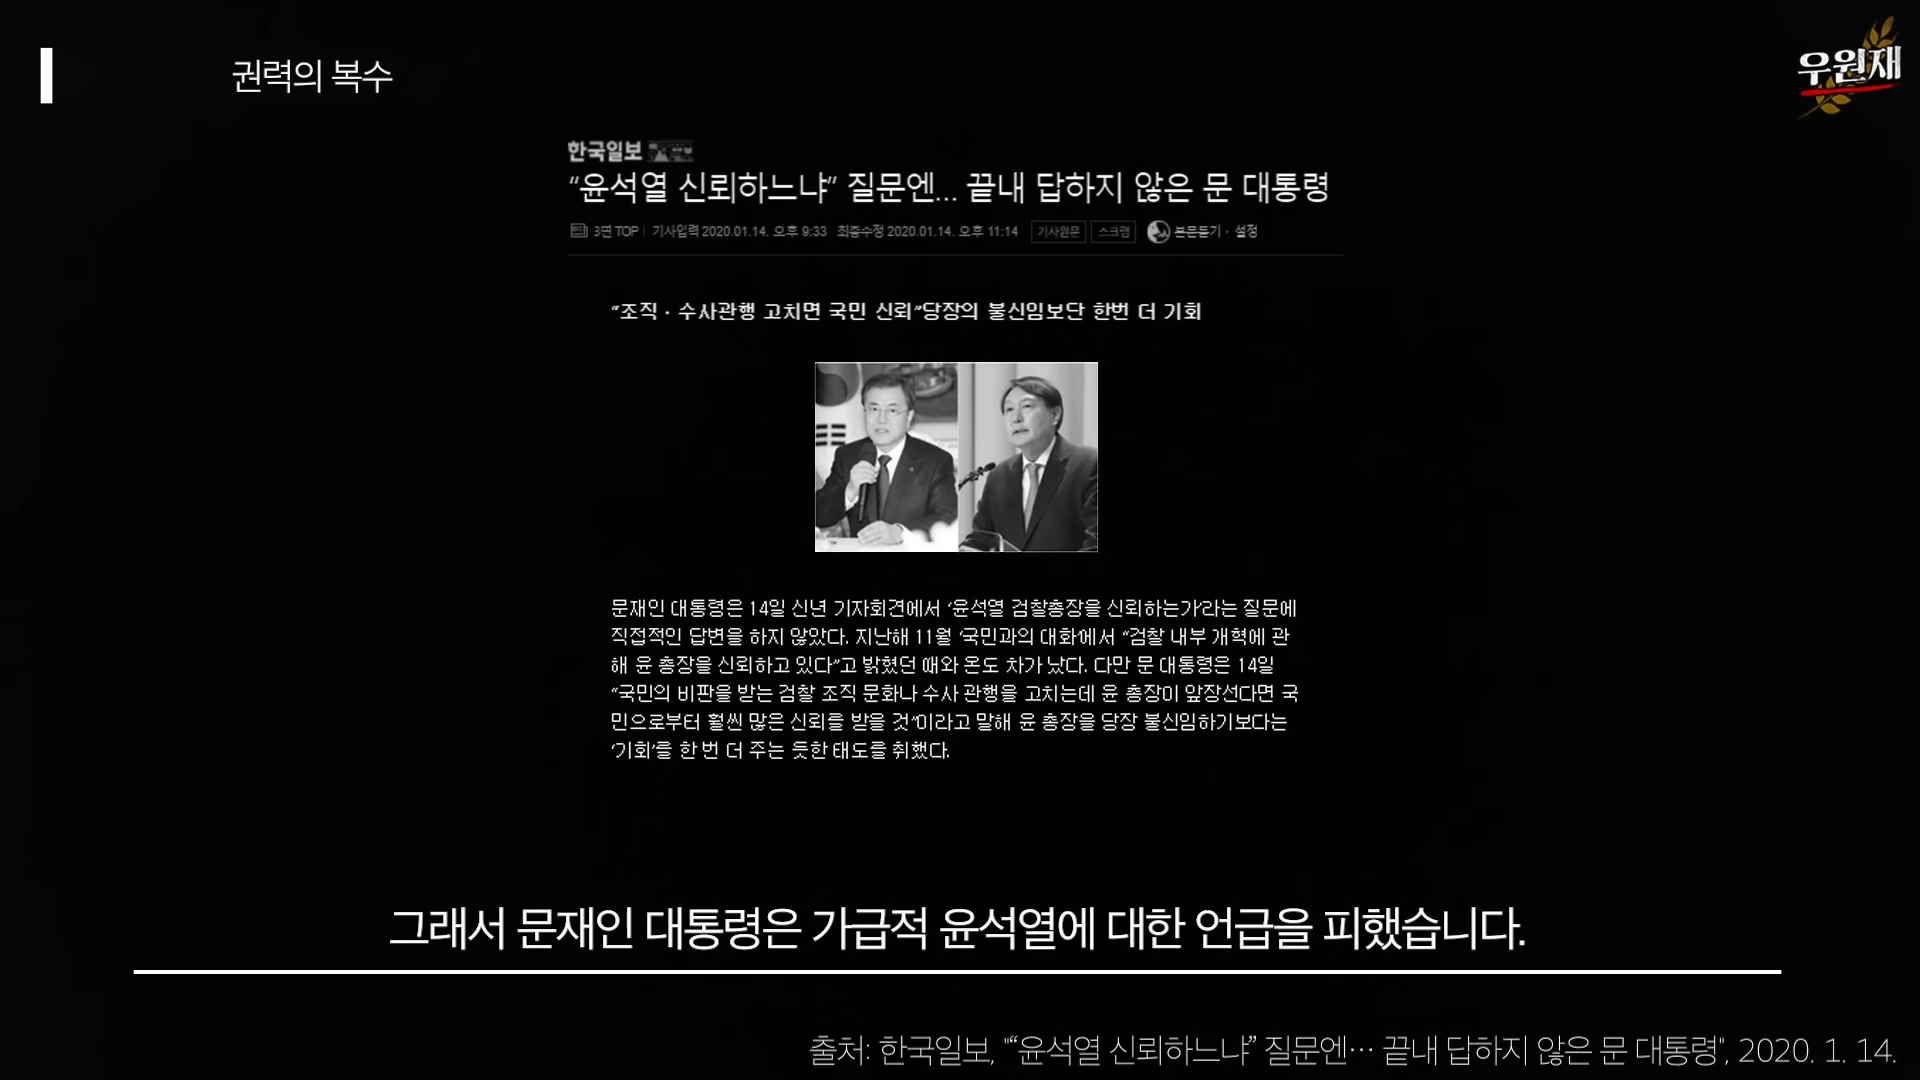 권력의 복수
우원재
한국일보
“윤석열 신뢰하느냐” 질문엔... 끝내 답하지 않은 문 대통령
3면 TOP 기사입력 2020.01.14. 오후 9:33 최종수정 2020.01.14. 오후 11:14 기사원문 스크랩 본문듣기 · 설정
“조직 · 수사관행 고치면 국민 신뢰”당장의 불신임보단 한번 더 기회
문재인 대통령은 14일 신년 기자회견에서 ‘윤석열 검찰총장을 신뢰하는가’라는 질문에
직접적인 답변을 하지 않았다. 지난해 11월 ‘국민과의 대화’에서 “검찰 내부 개혁에 관
해 윤 총장을 신뢰하고 있다”고 밝혔던 때와 온도 차가 났다. 다만 문 대통령은 14일
“국민의 비판을 받는 검찰 조직 문화나 수사 관행을 고치는데 윤 총장이 앞장선다면 국
민으로부터 훨씬 많은 신뢰를 받을 것”이라고 말해 윤 총장을 당장 불신임하기보다는
‘기회’를 한 번 더 주는 듯한 태도를 취했다.
그래서 문재인 대통령은 가급적 윤석열에 대한 언급을 피했습니다.
출처: 한국일보, "“윤석열 신뢰하느냐” 질문엔… 끝내 답하지 않은 문 대통령", 2020. 1. 14.